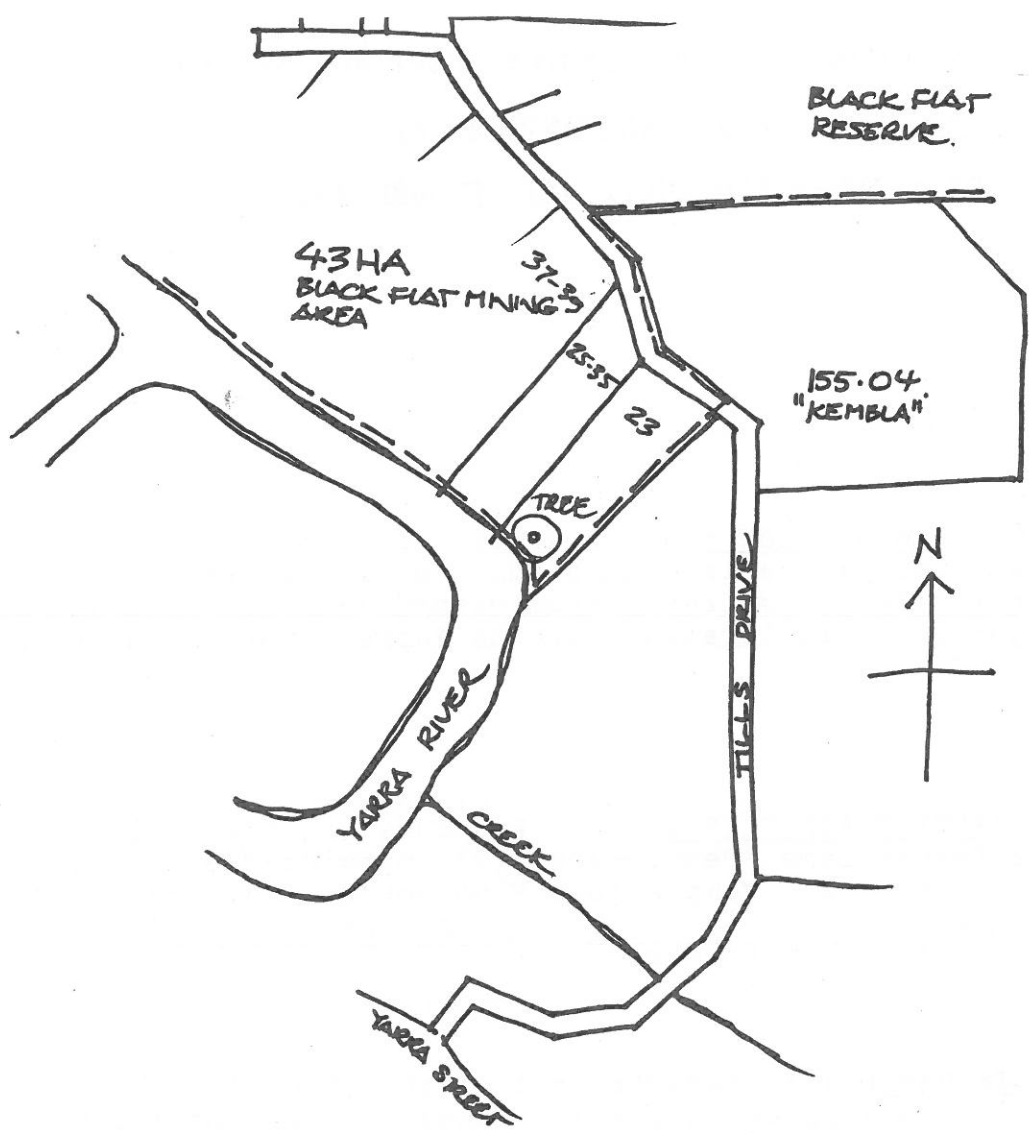 BLACK FLAT
RESERVE.
43HA
BLACK FLAT MINING
AREA
37-39
25-35
23
155.04
"KEMBLA"
TREE
N
TILLS DRIVE
YARRA RIVER
CREEK
YARRA STREET